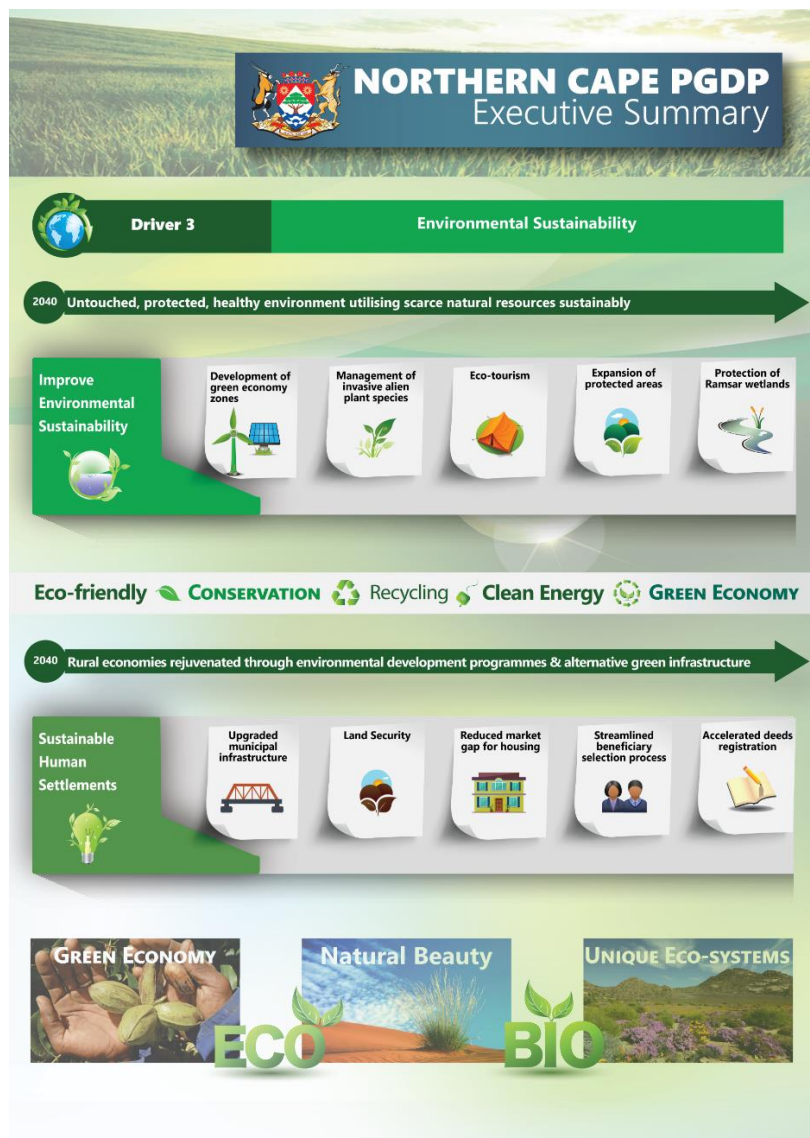 NORTHERN CAPE PGDP
Executive Summary
Driver 3
Environmental Sustainability
2040
Untouched, protected, healthy environment utilising scarce natural resources sustainably
Improve
Environmental
Sustainability
Development of
green economy
zones
Management of
invasive alien
plant species
Eco-tourism
Expansion of
protected areas
Protection of
Ramsar wetlands
Eco-friendly
CONSERVATION
Recycling
Clean Energy
GREEN ECONOMY
2040
Rural economies rejuvenated through environmental development programmes & alternative green infrastructure
Sustainable
Human
Settlements
Upgraded
municipal
infrastructure
Land Security
Reduced market
gap for housing
Streamlined
beneficiary
selection process
Accelerated deeds
registration
GREEN ECONOMY
Natural Beauty
UNIQUE ECO-SYSTEMS
ECO
BIO